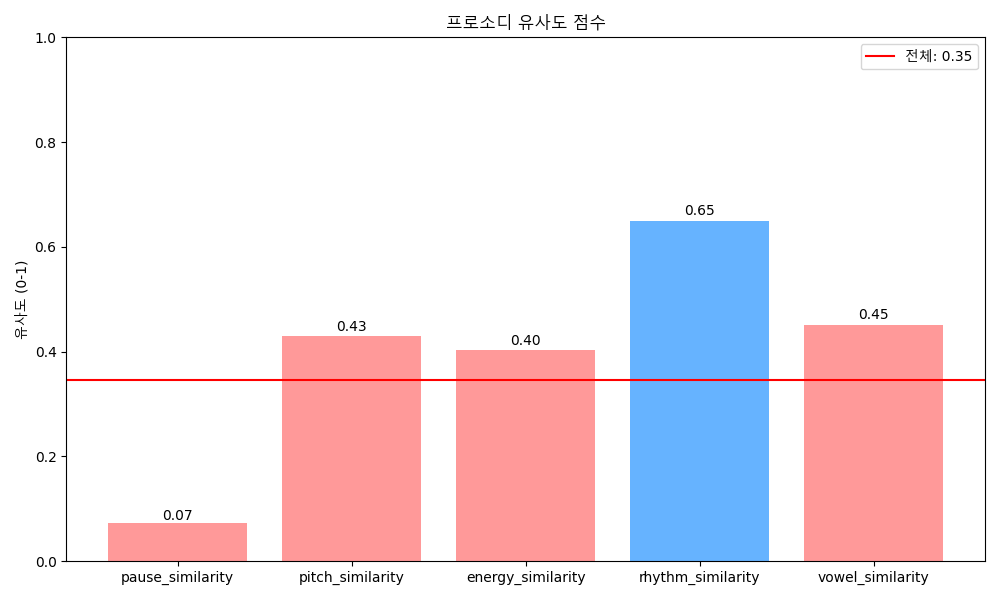 프로소디 유사도 점수
전체: 0.35
유사도 (0-1)
1.0
0.8
0.6
0.4
0.2
0.0
0.07
0.43
0.40
0.65
0.45
pause_similarity
pitch_similarity
energy_similarity
rhythm_similarity
vowel_similarity